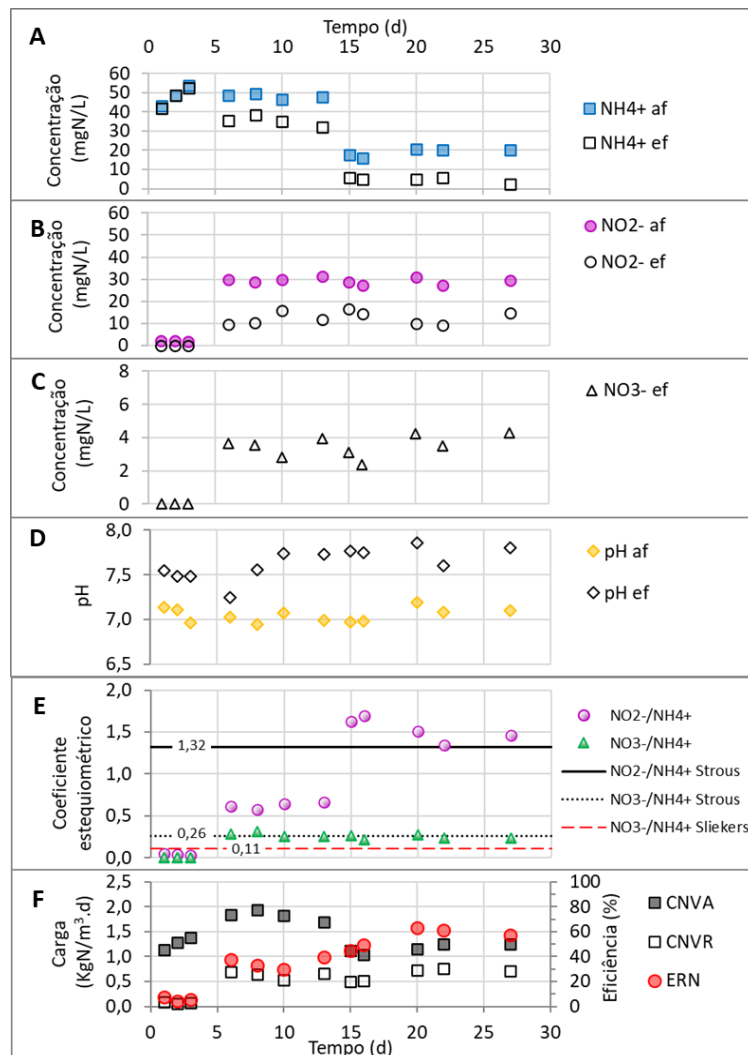 Tempo (d)
0 5 10 15 20 25 30
A
Concentração
(mgN/L)
60
50
40
30
20
10
0
NH4+ af
NH4+ ef
B
Concentração
(mgN/L)
60
50
40
30
20
10
0
NO2- af
NO2- ef
C
Concentração
(mgN/L)
8
6
4
2
0
NO3- ef
D
pH
8,0
7,5
7,0
6,5
pH af
pH ef
E
Coeficiente
estequiométrico
2,0
1,5
1,0
0,5
0,0
1,32
0,26
0,11
NO2-/NH4+
NO3-/NH4+
NO2-/NH4+ Strous
NO3-/NH4+ Strous
NO3-/NH4+ Sliekers
F
Carga
(KgN/m³.d)
2,5
2,0
1,5
1,0
0,5
0,0
100
80
60
40
20
0
Eficiência (%)
CNVA
CNVR
ERN
0 5 10 15 20 25 30
Tempo (d)